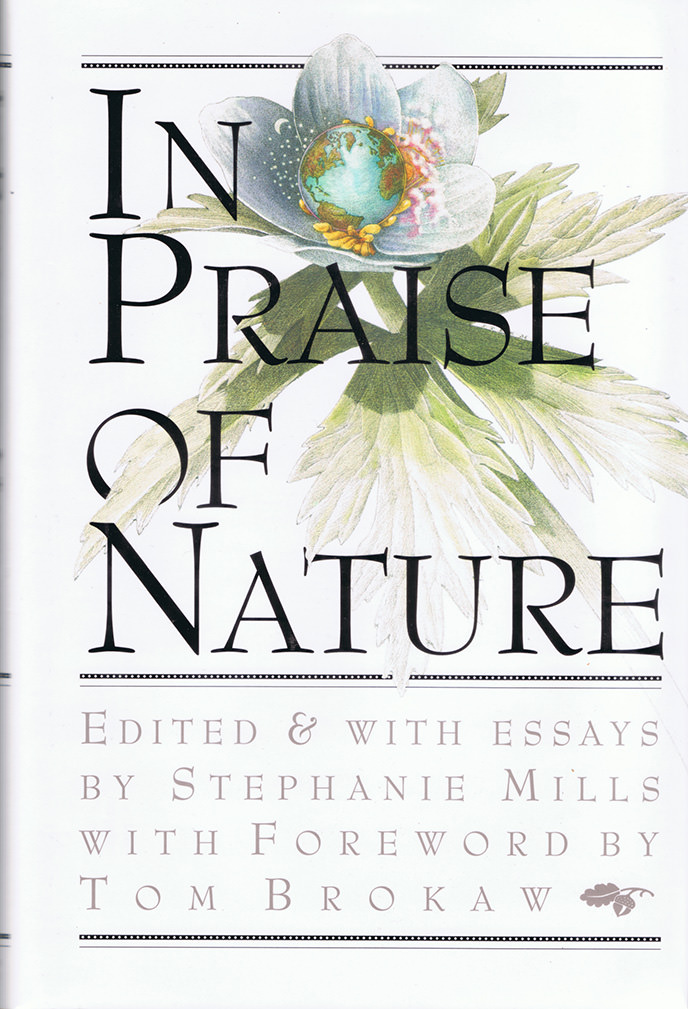 In
Praise
of
Nature
Edited & with essays
by Stephanie Mills
with Foreword by
Tom Brokaw